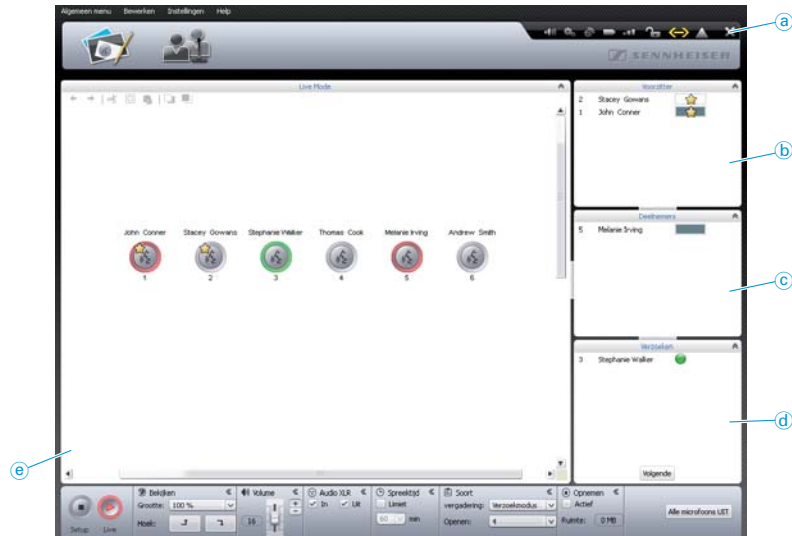 Algemeen menu Bewerken Instellingen Help
a
SENNHEISER
Live Mode
Voorzitter
2 Stacey Gowans
1 John Conner
b
John Conner Stacey Gowans Stephanie Walker Thomas Cook Melanie Irving Andrew Smith
1 2 3 4 5 6
Deelnemers
5 Melanie Irving
c
Verzoeken
3 Stephanie Walker
d
Volgende
e
Bekijken Volume Audio XLR Spreektijd Soort Opnemen
Grootte: 100 % In Uit Limiet vergadering: Verzoekmodus Actief
Hoek: 16 60 min Openen: 4 Ruimte: 0 MB
Alle microfoons UIT
Setup Live